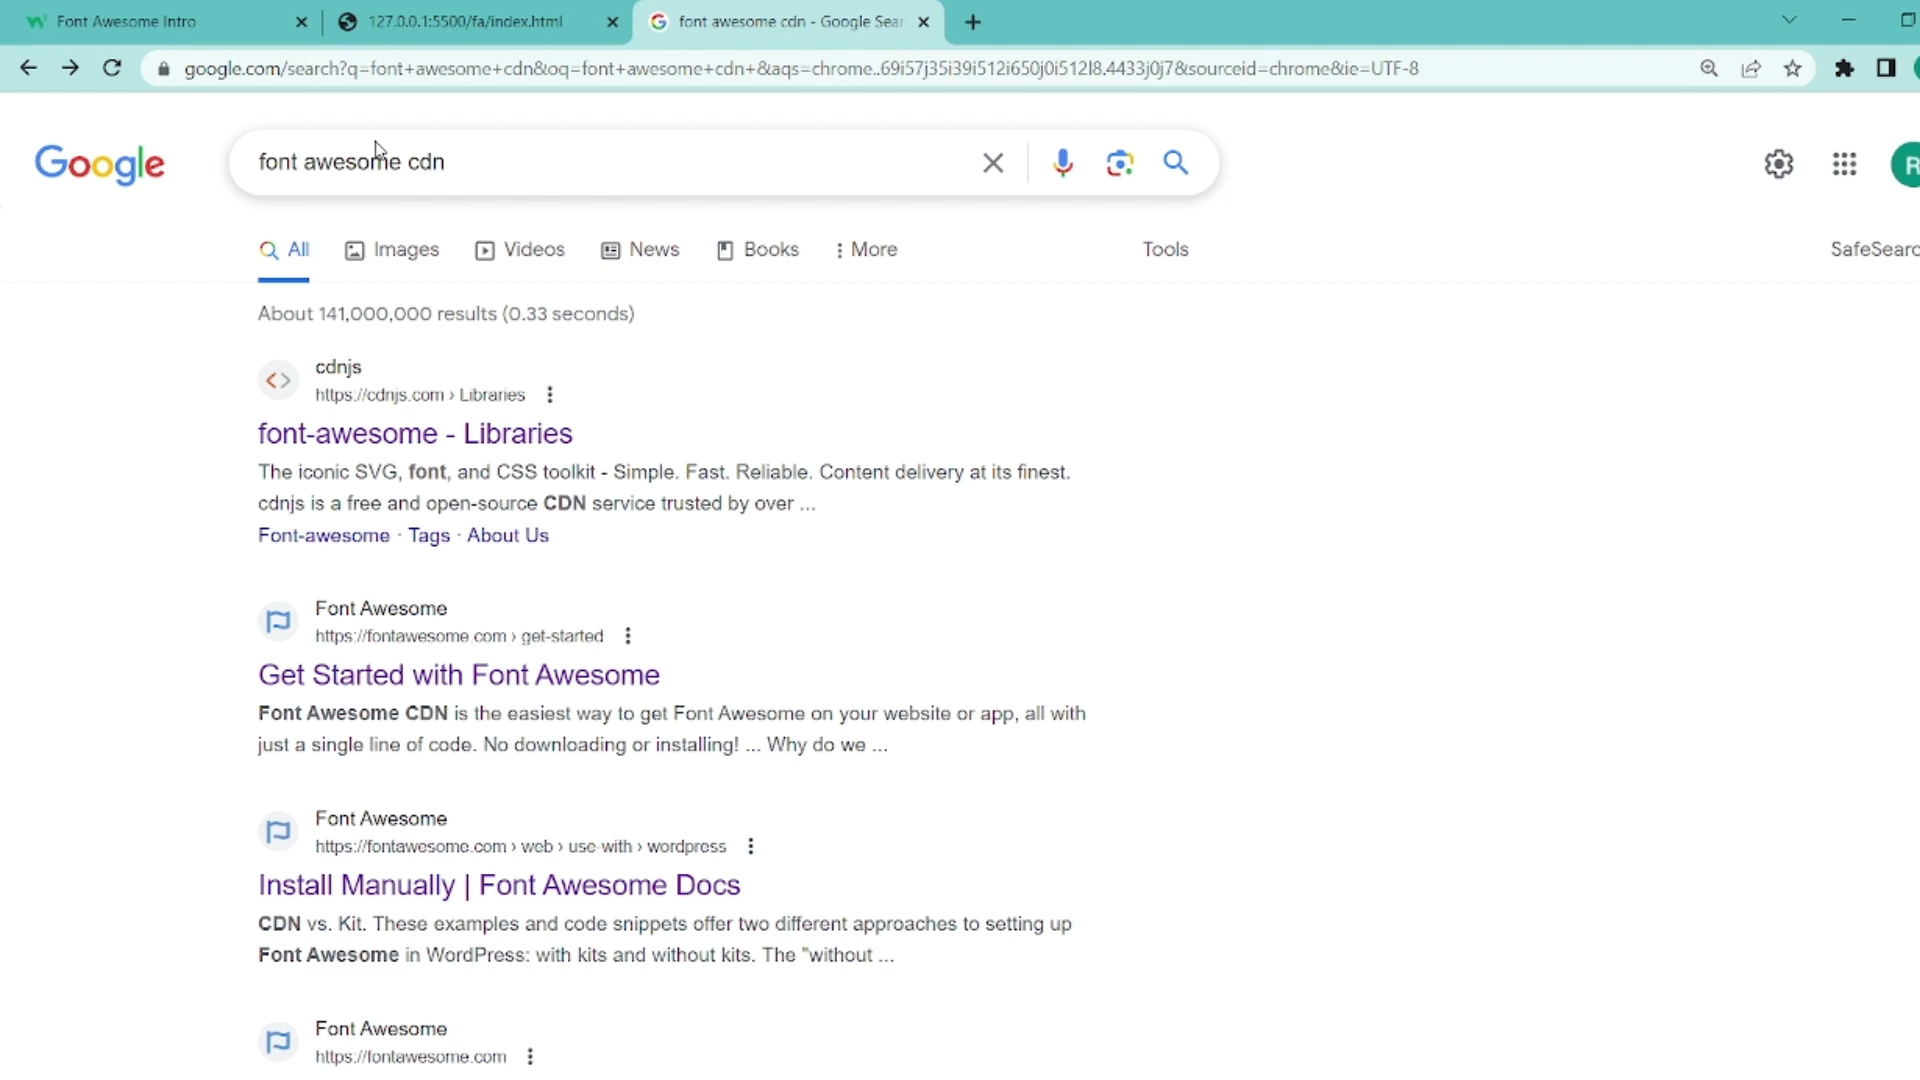 Font Awesome Intro
127.0.0.1:5500/fa/index.html
font awesome cdn - Google Sear
google.com/search?q=font+awesome+cdn&oq=font+awesome+cdn+&aqs=chrome..69i57j35i39i512i650j0i512l8.4433j0j7&sourceid=chrome&ie=UTF-8
Google
font awesome cdn
R
All
Images
Videos
News
Books
More
Tools
SafeSearc
About 141,000,000 results (0.33 seconds)
cdnjs
https://cdnjs.com › Libraries
font-awesome - Libraries
The iconic SVG, font, and CSS toolkit - Simple. Fast. Reliable. Content delivery at its finest.
cdnjs is a free and open-source CDN service trusted by over ...
Font-awesome · Tags · About Us
Font Awesome
https://fontawesome.com › get-started
Get Started with Font Awesome
Font Awesome CDN is the easiest way to get Font Awesome on your website or app, all with
just a single line of code. No downloading or installing! ... Why do we ...
Font Awesome
https://fontawesome.com › web › use-with › wordpress
Install Manually | Font Awesome Docs
CDN vs. Kit. These examples and code snippets offer two different approaches to setting up
Font Awesome in WordPress: with kits and without kits. The "without ...
Font Awesome
https://fontawesome.com